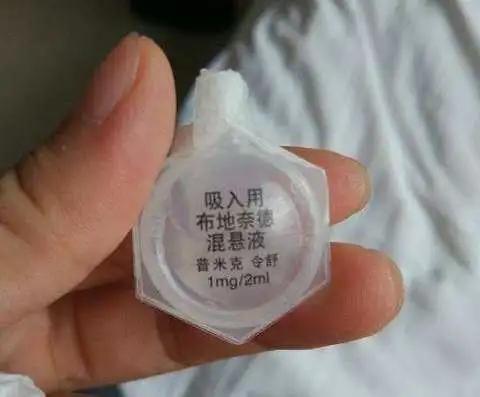 吸入用
布地奈德
混悬液
普米克 令舒
1mg/2ml